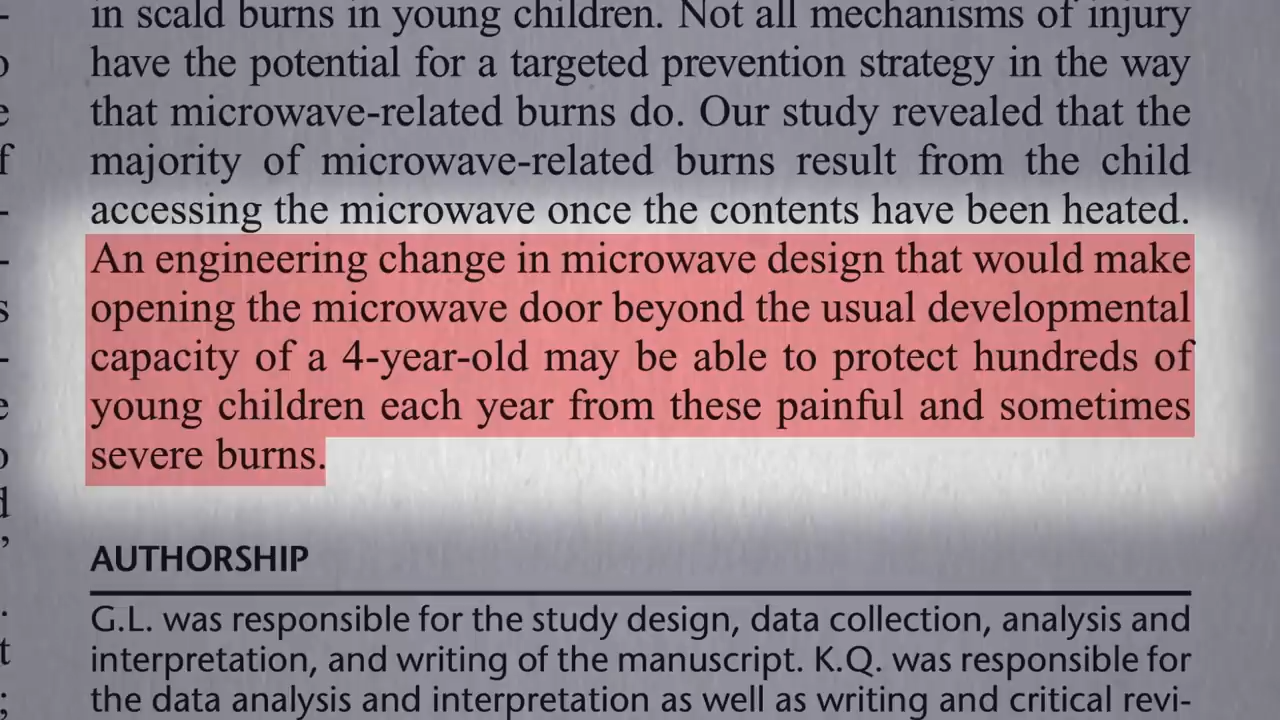 in scald burns in young children. Not all mechanisms of injury
have the potential for a targeted prevention strategy in the way
that microwave-related burns do. Our study revealed that the
majority of microwave-related burns result from the child
accessing the microwave once the contents have been heated.
An engineering change in microwave design that would make
opening the microwave door beyond the usual developmental
capacity of a 4-year-old may be able to protect hundreds of
young children each year from these painful and sometimes
severe burns.
AUTHORSHIP
G.L. was responsible for the study design, data collection, analysis and
interpretation, and writing of the manuscript. K.Q. was responsible for
the data analysis and interpretation as well as writing and critical revi-